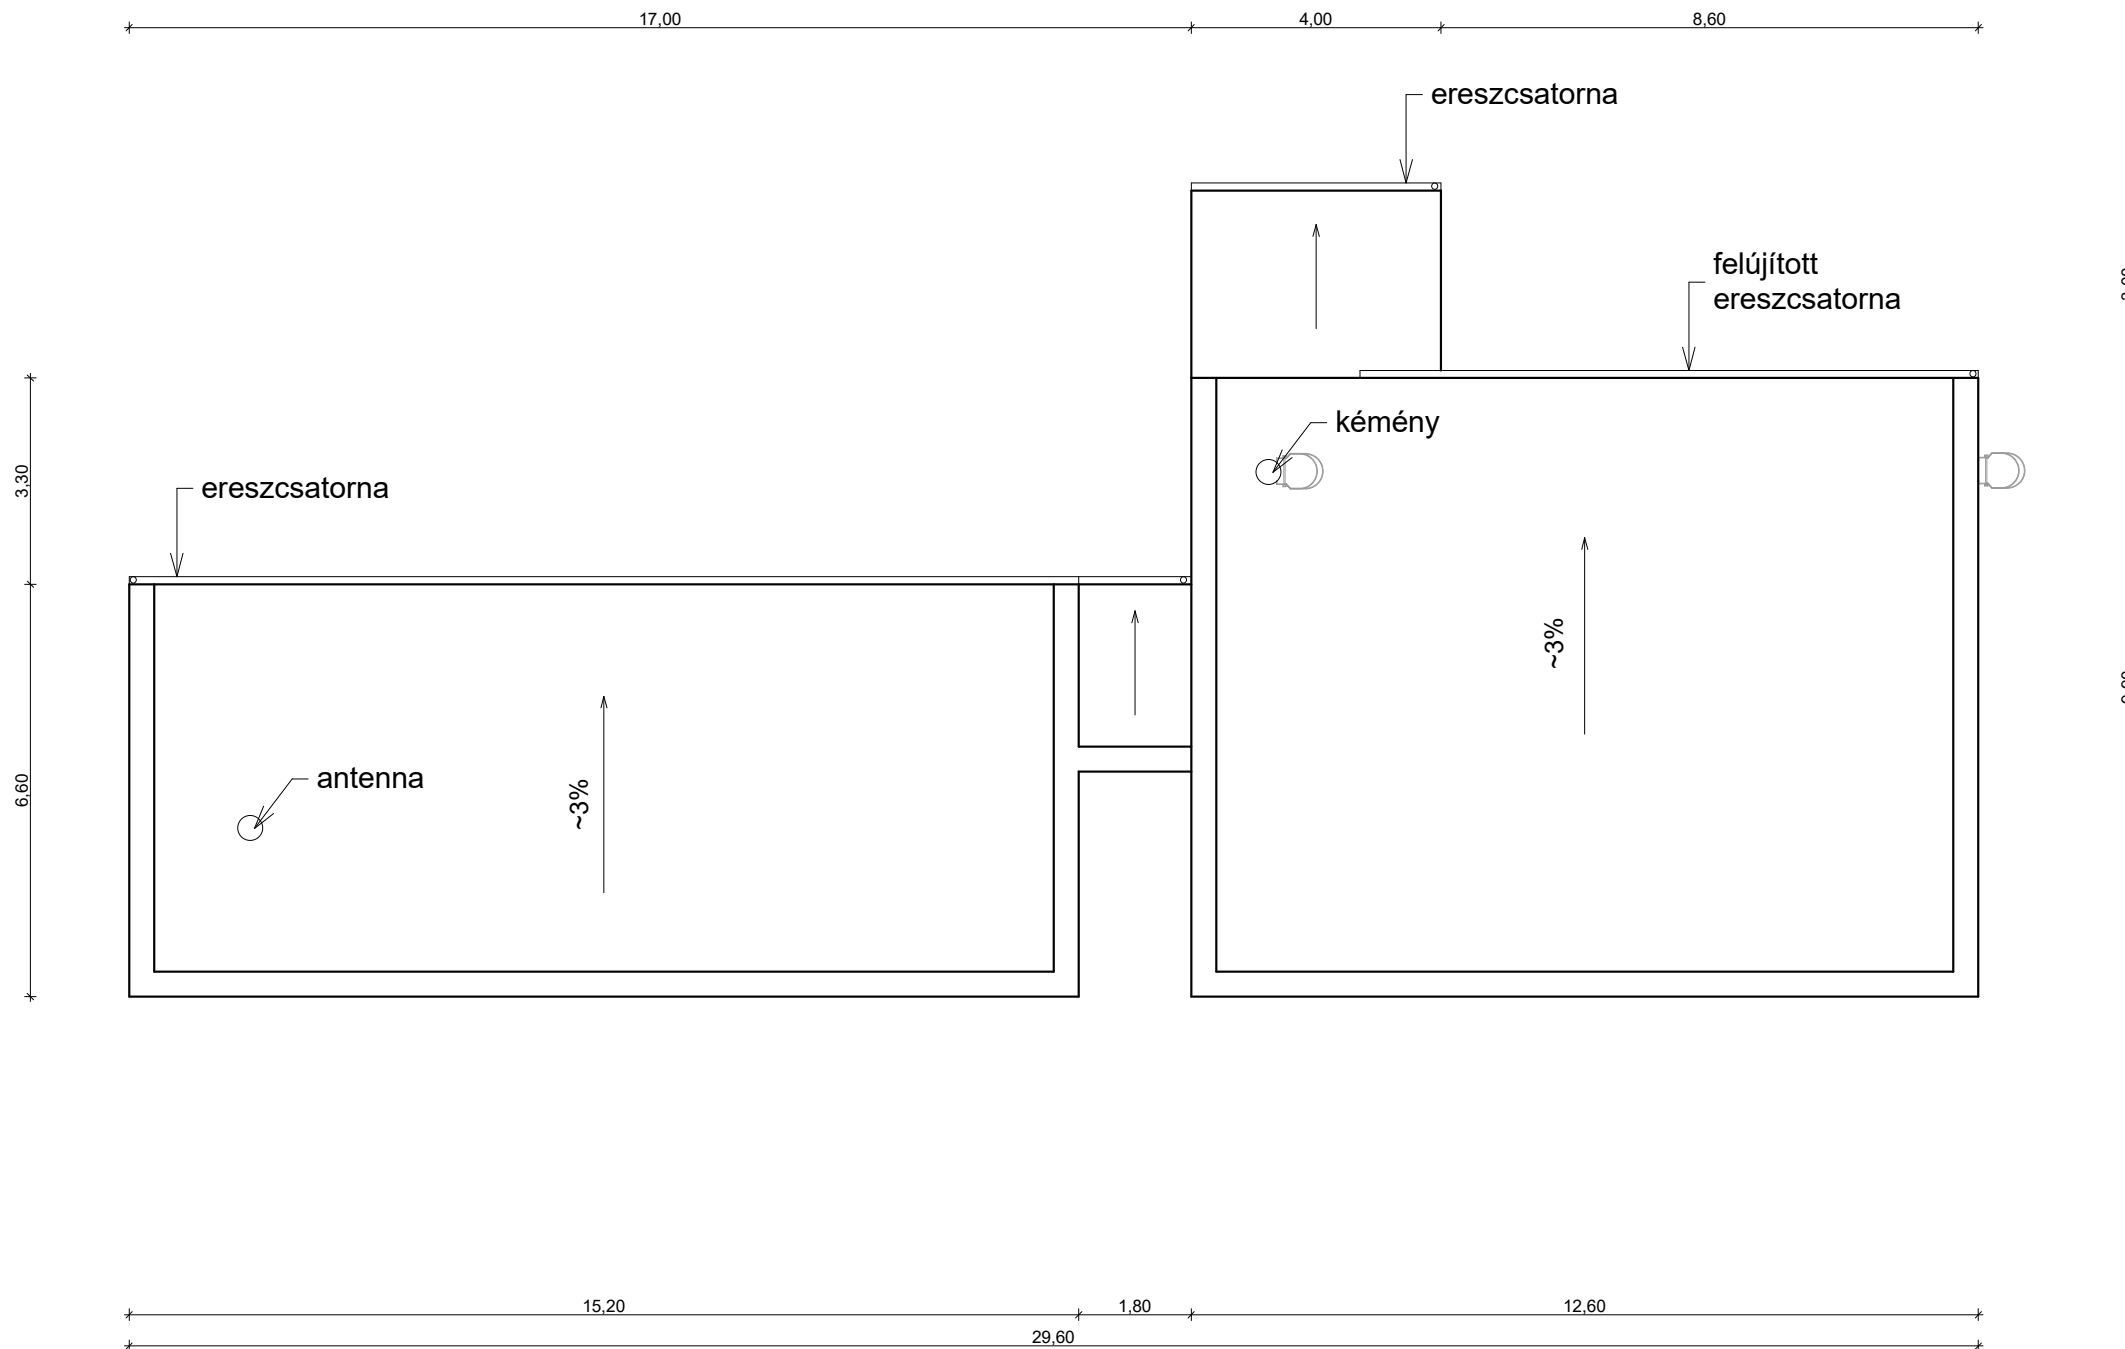 17,00
4,00
8,60
ereszcsatorna
felújított
ereszcsatorna
kémény
3,30
ereszcsatorna
~3%
antenna
~3%
6,60
15,20
1,80
12,60
29,60